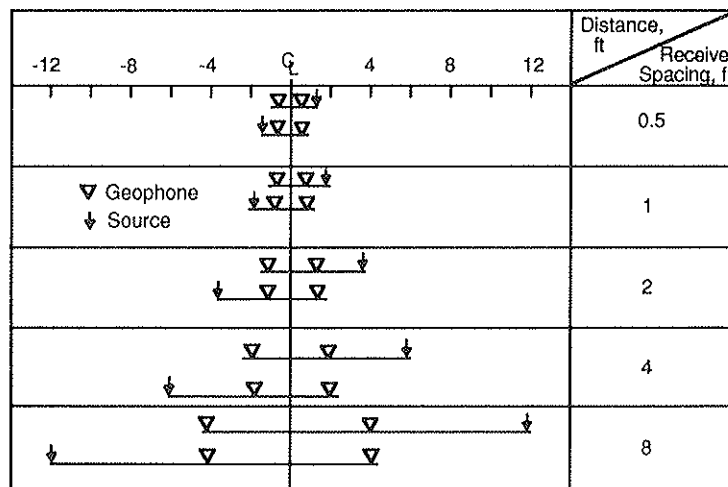 Distance,
ft
Receive
Spacing, f
-12 -8 -4 ℄ 4 8 12
0.5
Geophone
Source
1
2
4
8